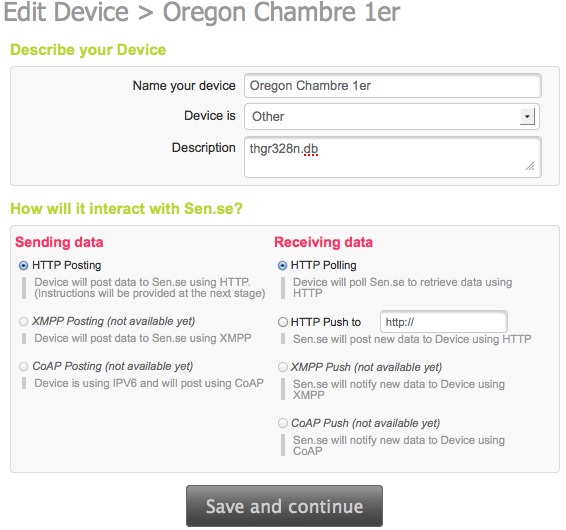 Edit Device > Oregon Chambre 1er
Describe your Device
Name your device Oregon Chambre 1er
Device is Other
Description thgr328n.db
How will it interact with Sen.se?
Sending data
HTTP Posting
Device will post data to Sen.se using HTTP.
(Instructions will be provided at the next stage)
XMPP Posting (not available yet)
Device will post data to Sen.se using XMPP
CoAP Posting (not available yet)
Device is using IPV6 and will post using CoAP
Receiving data
HTTP Polling
Device will poll Sen.se to retrieve data using
HTTP
HTTP Push to http://
Sen.se will post new data to Device using HTTP
XMPP Push (not available yet)
Sen.se will notify new data to Device using
XMPP
CoAP Push (not available yet)
Sen.se will notify new data to Device using
CoAP
Save and continue